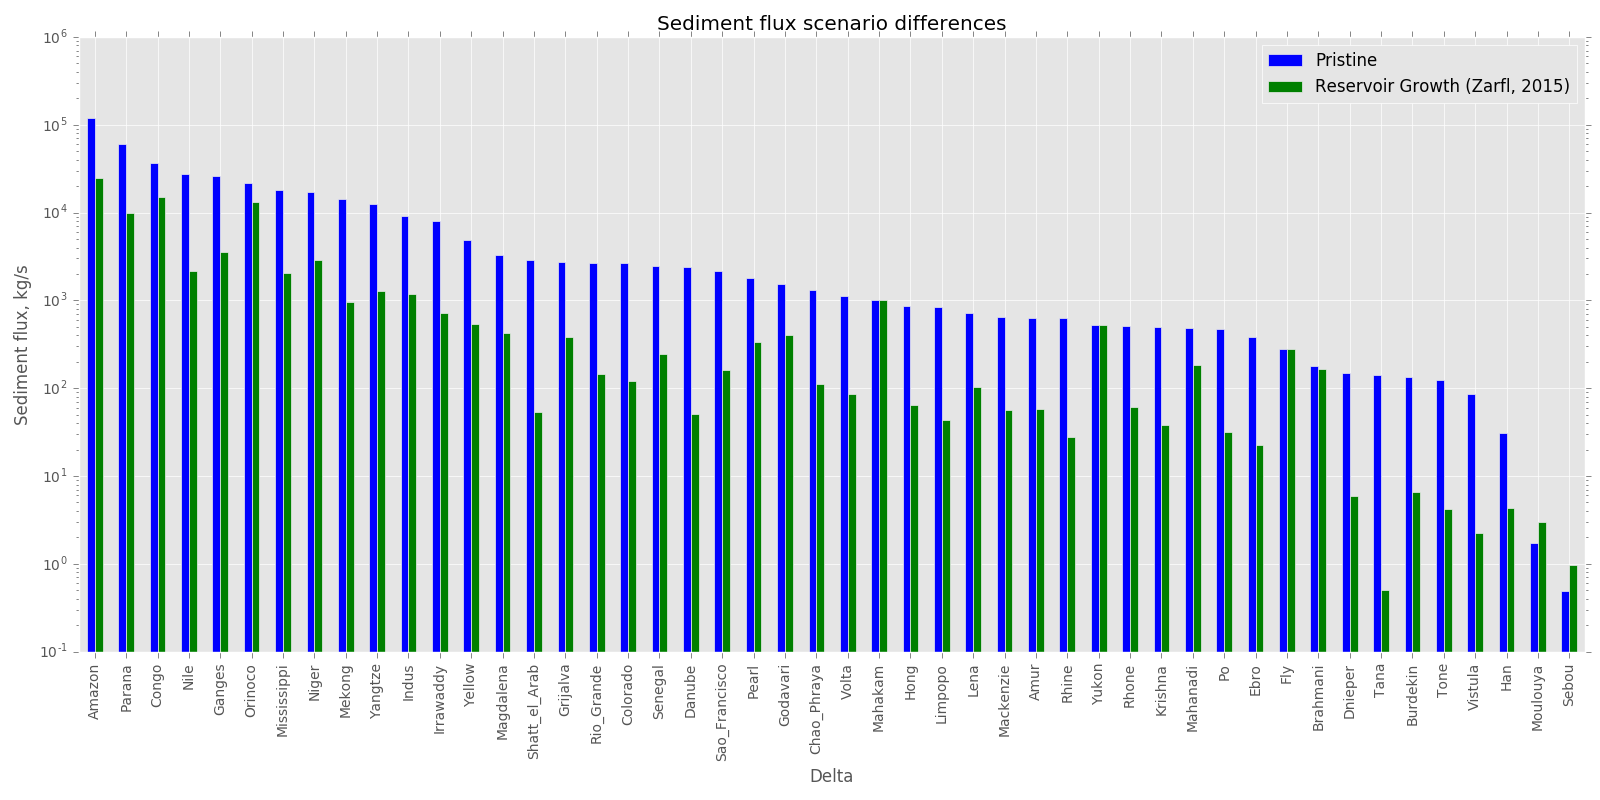 Sediment flux scenario differences
Pristine
Reservoir Growth (Zarfl, 2015)
Sediment flux, kg/s
10^6
10^5
10^4
10^3
10^2
10^1
10^0
10^-1
Amazon
Parana
Congo
Nile
Ganges
Orinoco
Mississippi
Niger
Mekong
Yangtze
Indus
Irrawaddy
Yellow
Magdalena
Shatt_el_Arab
Grijalva
Rio_Grande
Colorado
Senegal
Danube
Sao_Francisco
Pearl
Godavari
Chao_Phraya
Volta
Mahakam
Hong
Limpopo
Lena
Mackenzie
Amur
Rhine
Yukon
Rhone
Krishna
Mahanadi
Po
Ebro
Fly
Brahmani
Dnieper
Tana
Burdekin
Tone
Vistula
Han
Moulouya
Sebou
Delta